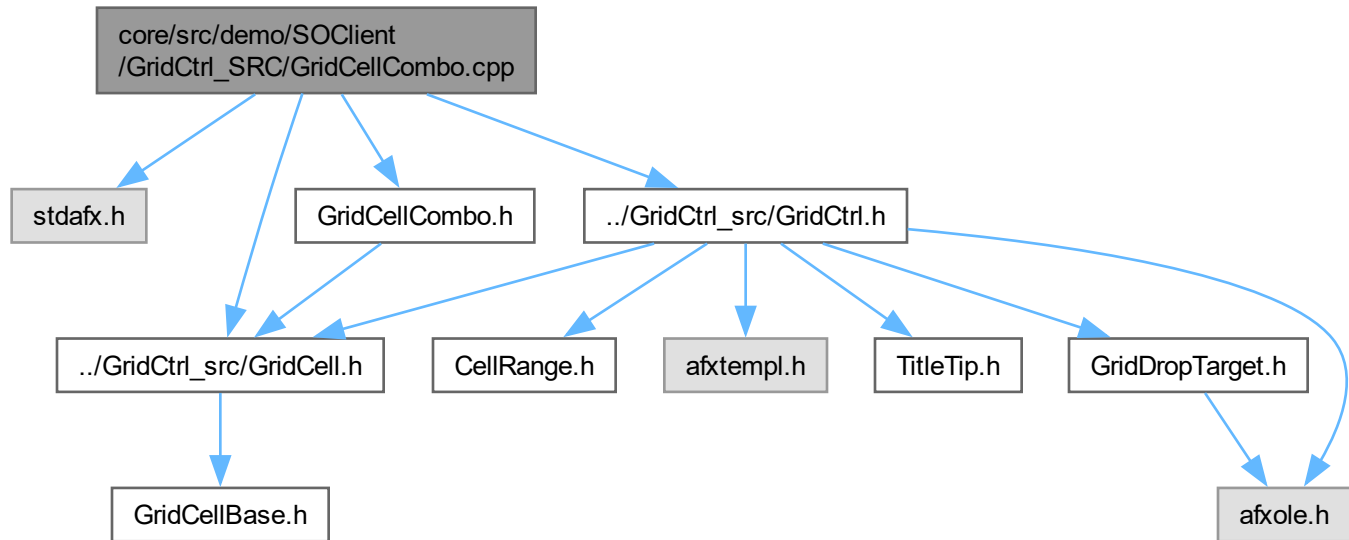 core/src/demo/SOClient
/GridCtrl_SRC/GridCellCombo.cpp
stdafx.h
GridCellCombo.h
../GridCtrl_src/GridCtrl.h
../GridCtrl_src/GridCell.h
CellRange.h
afxtempl.h
TitleTip.h
GridDropTarget.h
GridCellBase.h
afxole.h